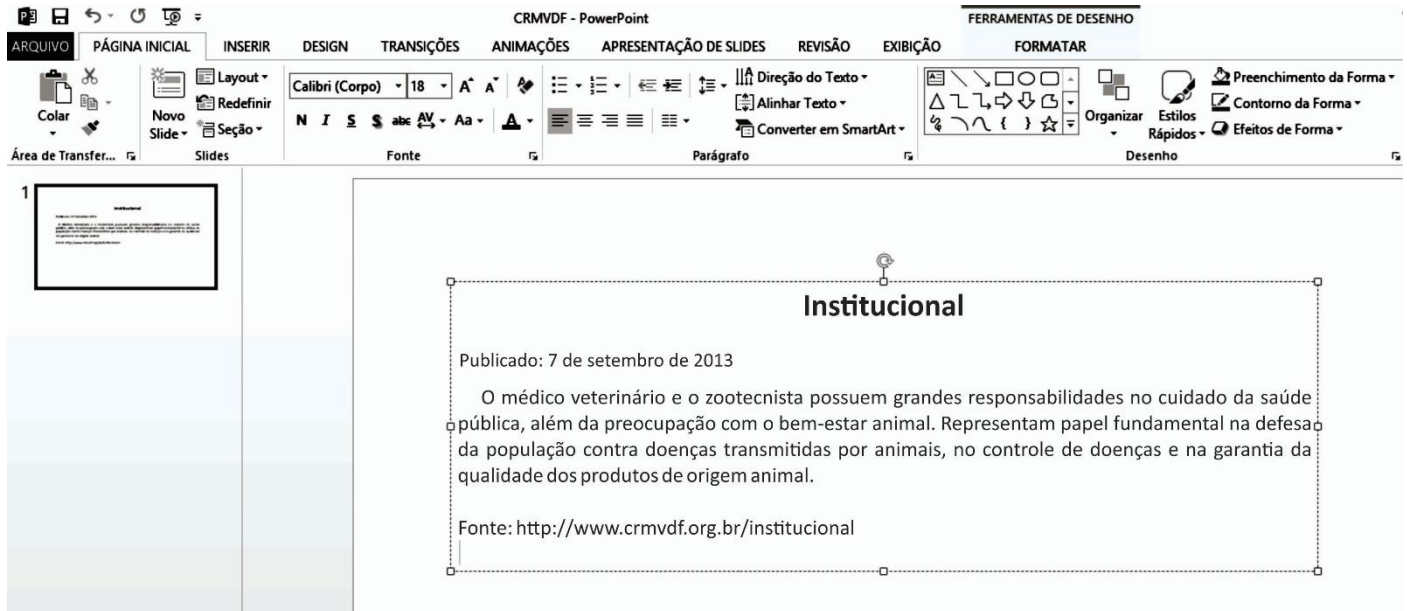 CRMVDF - PowerPoint
FERRAMENTAS DE DESENHO
ARQUIVO PÁGINA INICIAL INSERIR DESIGN TRANSIÇÕES ANIMAÇÕES APRESENTAÇÃO DE SLIDES REVISÃO EXIBIÇÃO FORMATAR
Colar
Área de Transfer...
Novo Slide
Layout
Redefinir
Seção
Slides
Calibri (Corpo) 18
N I S S abc AV Aa A
Fonte
Direção do Texto
Alinhar Texto
Converter em SmartArt
Parágrafo
Organizar
Estilos Rápidos
Preenchimento da Forma
Contorno da Forma
Efeitos de Forma
Desenho
1
Institucional
Publicado: 7 de setembro de 2013
O médico veterinário e o zootecnista possuem grandes responsabilidades no cuidado da saúde
pública, além da preocupação com o bem-estar animal. Representam papel fundamental na defesa
da população contra doenças transmitidas por animais, no controle de doenças e na garantia da
qualidade dos produtos de origem animal.
Fonte: http://www.crmvdf.org.br/institucional